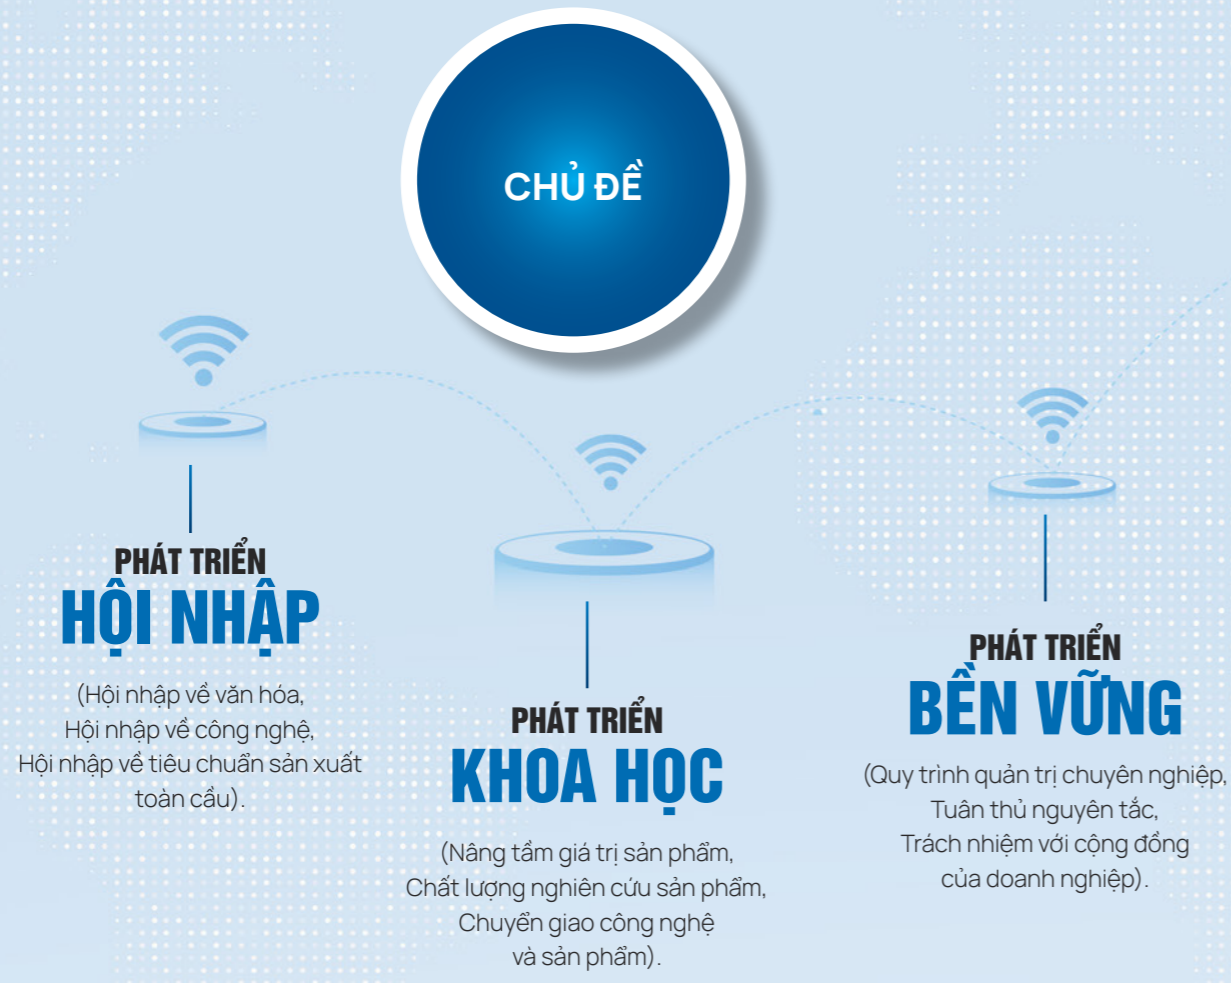 CHỦ ĐỀ
PHÁT TRIỂN
HỘI NHẬP
(Hội nhập về văn hóa,
Hội nhập về công nghệ,
Hội nhập về tiêu chuẩn sản xuất
toàn cầu).
PHÁT TRIỂN
KHOA HỌC
(Nâng tầm giá trị sản phẩm,
Chất lượng nghiên cứu sản phẩm,
Chuyển giao công nghệ
và sản phẩm).
PHÁT TRIỂN
BỀN VỮNG
(Quy trình quản trị chuyên nghiệp,
Tuân thủ nguyên tắc,
Trách nhiệm với cộng đồng
của doanh nghiệp).